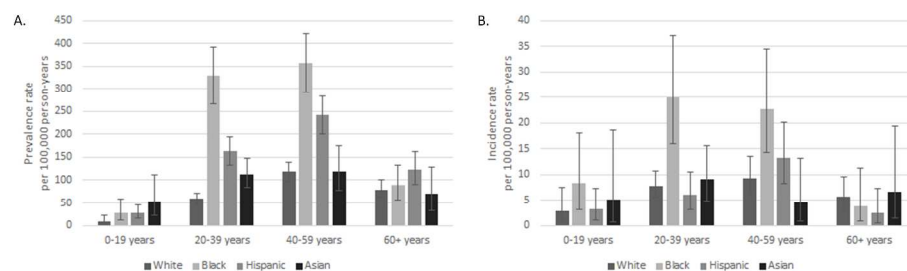 A.
Prevalence rate
per 100,000 person-years
450
400
350
300
250
200
150
100
50
0
0-19 years 20-39 years 40-59 years 60+ years
White Black Hispanic Asian
B.
Incidence rate
per 100,000 person-years
40
35
30
25
20
15
10
5
0
0-19 years 20-39 years 40-59 years 60+ years
White Black Hispanic Asian